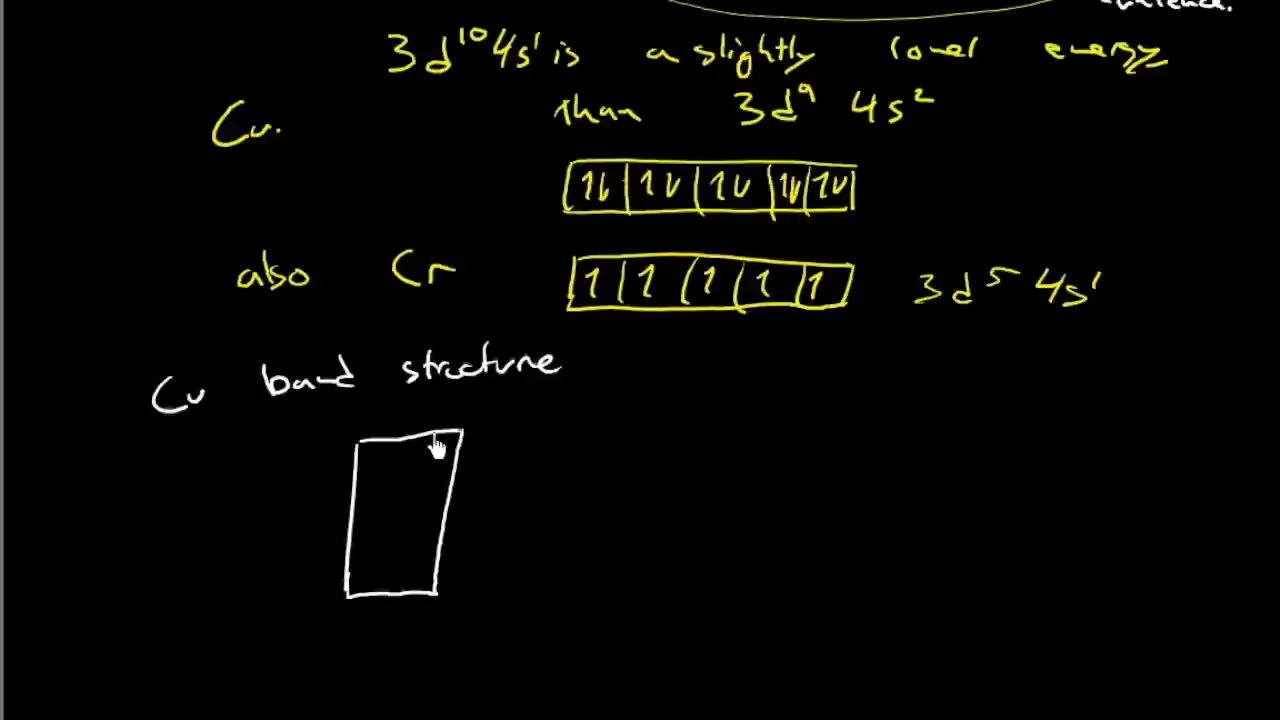 valence.
3d¹⁰4s¹ is a slightly lower energy
Cu. than 3d⁹ 4s²
1↓ 1↓ 1↓ 1↓ 1↓
also Cr 1 1 1 1 1 3d⁵ 4s¹
Cu band structure